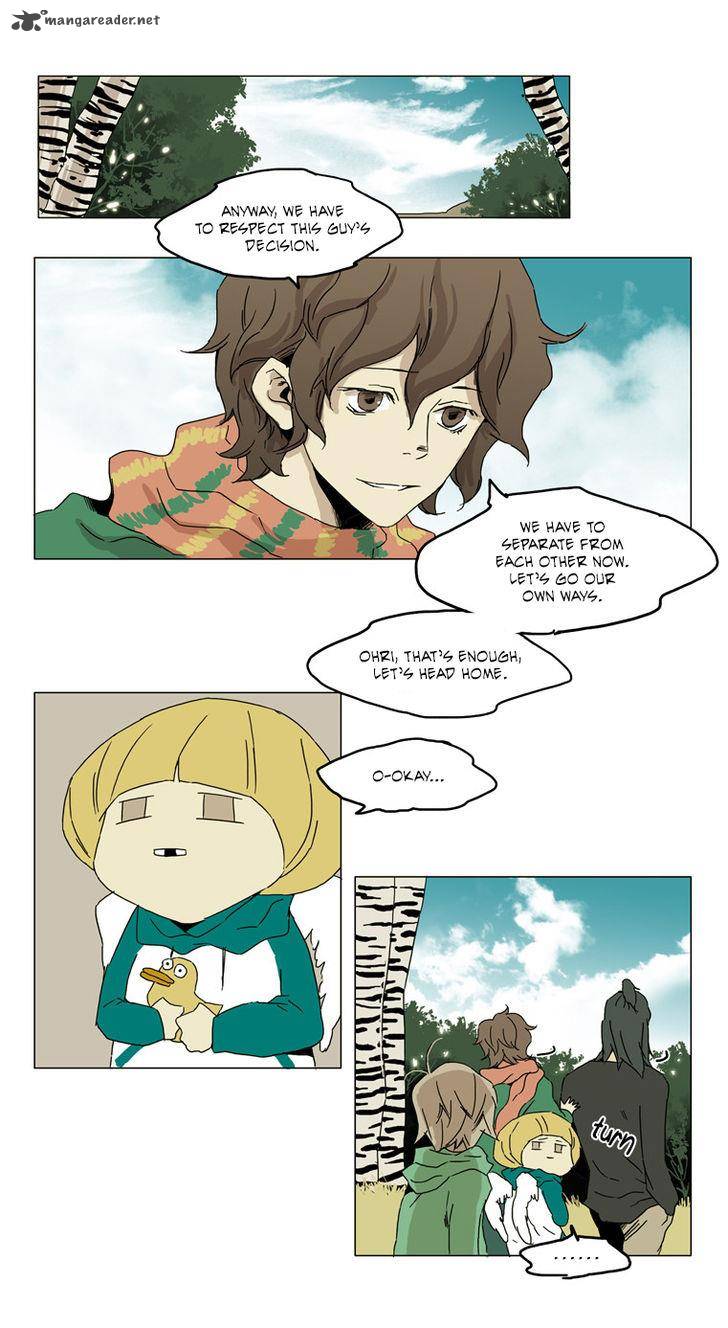 mangareader.net
ANYWAY, WE HAVE
TO RESPECT THIS GUY'S
DECISION.
WE HAVE TO
SEPARATE FROM
EACH OTHER NOW.
LET'S GO OUR
OWN WAYS.
OHRI, THAT'S ENOUGH,
LET'S HEAD HOME.
O-OKAY...
turn
......